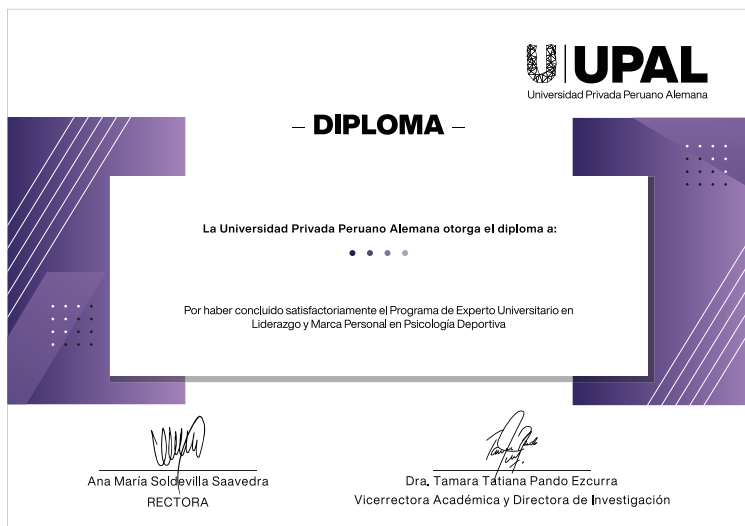 UPAL
Universidad Privada Peruano Alemana
– DIPLOMA –
La Universidad Privada Peruano Alemana otorga el diploma a:
Por haber concluido satisfactoriamente el Programa de Experto Universitario en
Liderazgo y Marca Personal en Psicología Deportiva
Ana María Soldevilla Saavedra
RECTORA
Dra. Tamara Tatiana Pando Ezcurra
Vicerrectora Académica y Directora de Investigación